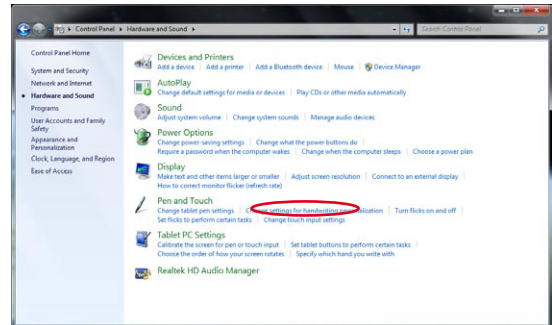 Control Panel ▸ Hardware and Sound ▸
Search Control Panel
Control Panel Home
System and Security
Network and Internet
Hardware and Sound
Programs
User Accounts and Family
Safety
Appearance and
Personalization
Clock, Language, and Region
Ease of Access
Devices and Printers
Add a device | Add a printer | Add a Bluetooth device | Mouse | Device Manager
AutoPlay
Change default settings for media or devices | Play CDs or other media automatically
Sound
Adjust system volume | Change system sounds | Manage audio devices
Power Options
Change power-saving settings | Change what the power buttons do
Require a password when the computer wakes | Change when the computer sleeps | Choose a power plan
Display
Make text and other items larger or smaller | Adjust screen resolution | Connect to an external display
How to correct monitor flicker (refresh rate)
Pen and Touch
Change tablet pen settings | Change settings for handwriting personalization | Turn flicks on and off
Set flicks to perform certain tasks | Change touch input settings
Tablet PC Settings
Calibrate the screen for pen or touch input | Set tablet buttons to perform certain tasks
Choose the order of how your screen rotates | Specify which hand you write with
Realtek HD Audio Manager